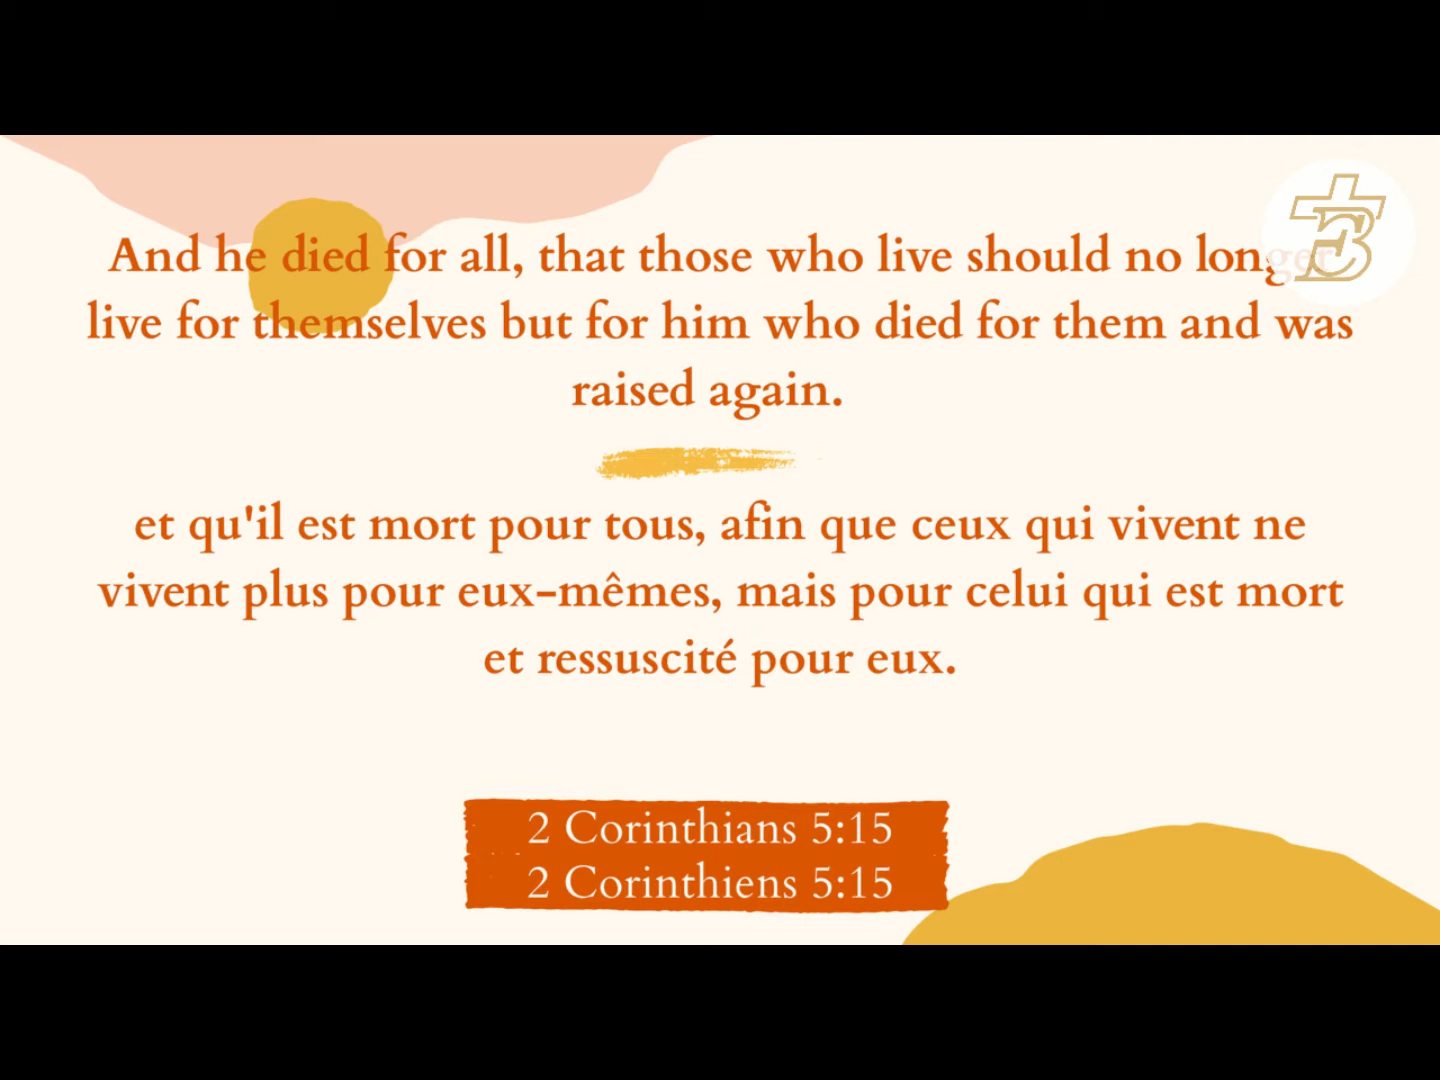 And he died for all, that those who live should no longer
live for themselves but for him who died for them and was
raised again.
et qu'il est mort pour tous, afin que ceux qui vivent ne
vivent plus pour eux-mêmes, mais pour celui qui est mort
et ressuscité pour eux.
2 Corinthians 5:15
2 Corinthiens 5:15